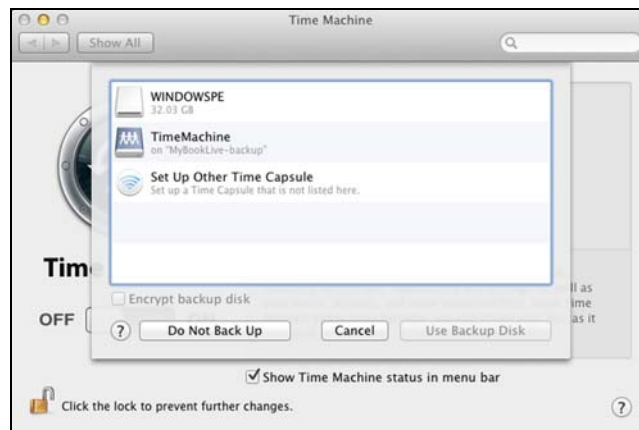 Time Machine
Show All
WINDOWSPE
32.03 GB
TimeMachine
on "MyBookLive-backup"
Set Up Other Time Capsule
Set up a Time Capsule that is not listed here.
Tim
Encrypt backup disk
ll as
ime
as it
OFF
? Do Not Back Up Cancel Use Backup Disk
Show Time Machine status in menu bar
Click the lock to prevent further changes. ?